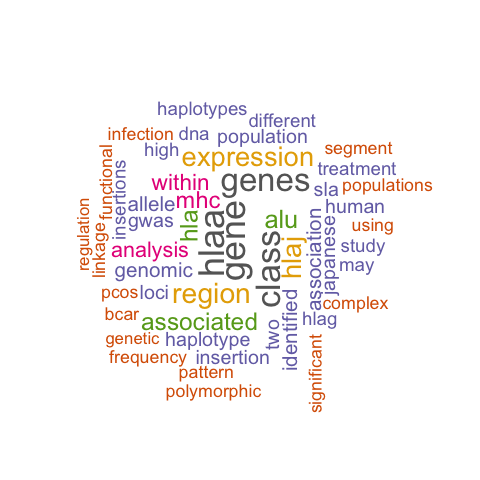 haplotypes
different
infection
dna
population
high
expression
segment
treatment
functional
insertions
within
genes
sla
populations
allele
mhc
human
gwas
hla
hlaa
gene
alu
using
regulation
linkage
analysis
class
hlaj
association
japanese
study
genomic
may
pcos
loci
region
complex
bcar
associated
two
identified
hlag
genetic
haplotype
frequency
insertion
significant
pattern
polymorphic